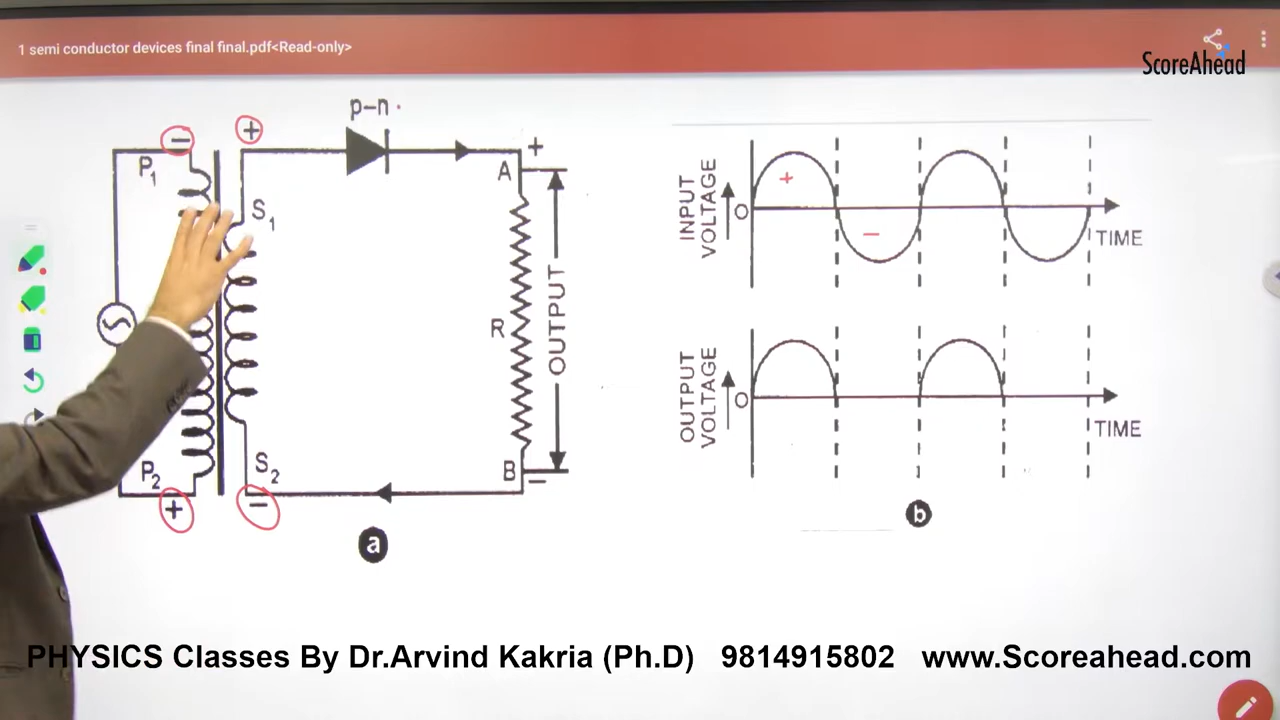 1 semi conductor devices final final.pdf<Read-only>
ScoreAhead
p–n
− + +
P1
A
S1
R
OUTPUT
P2
S2
B
+ − −
a
INPUT VOLTAGE
+
O
−
TIME
OUTPUT VOLTAGE
O
TIME
b
PHYSICS Classes By Dr.Arvind Kakria (Ph.D) 9814915802 www.Scoreahead.com